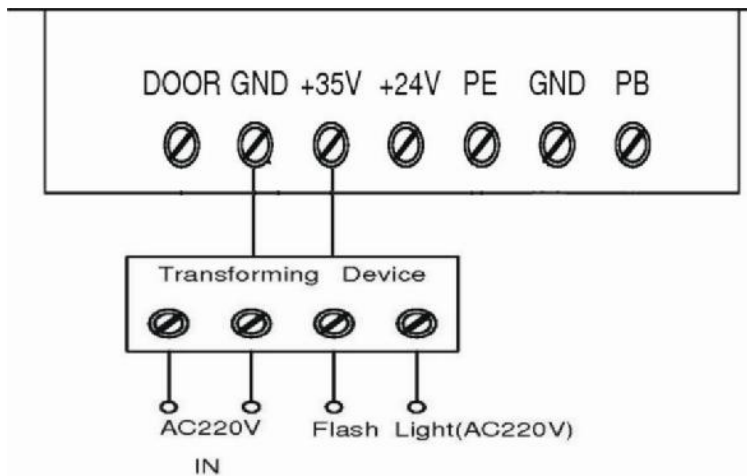 DOOR GND +35V +24V PE GND PB
Transforming Device
AC220V Flash Light(AC220V)
IN